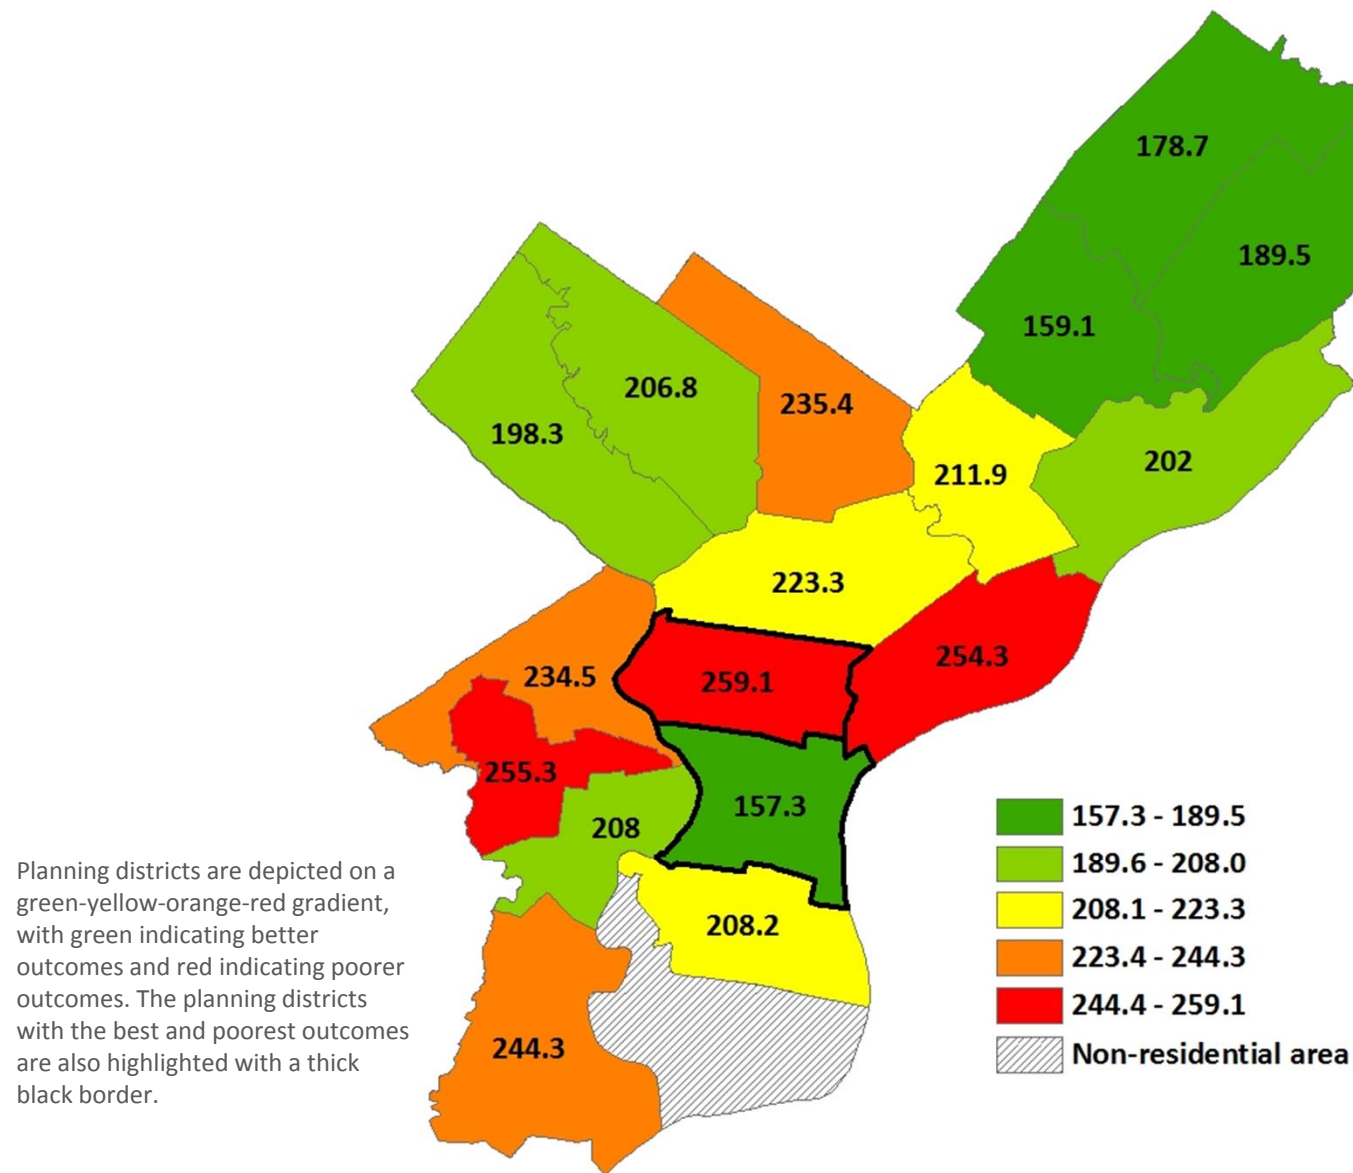 178.7
189.5
159.1
206.8
235.4
198.3
211.9
202
223.3
254.3
234.5
259.1
255.3
157.3
208
208.2
244.3
157.3 - 189.5
189.6 - 208.0
208.1 - 223.3
223.4 - 244.3
244.4 - 259.1
Non-residential area
Planning districts are depicted on a
green-yellow-orange-red gradient,
with green indicating better
outcomes and red indicating poorer
outcomes. The planning districts
with the best and poorest outcomes
are also highlighted with a thick
black border.